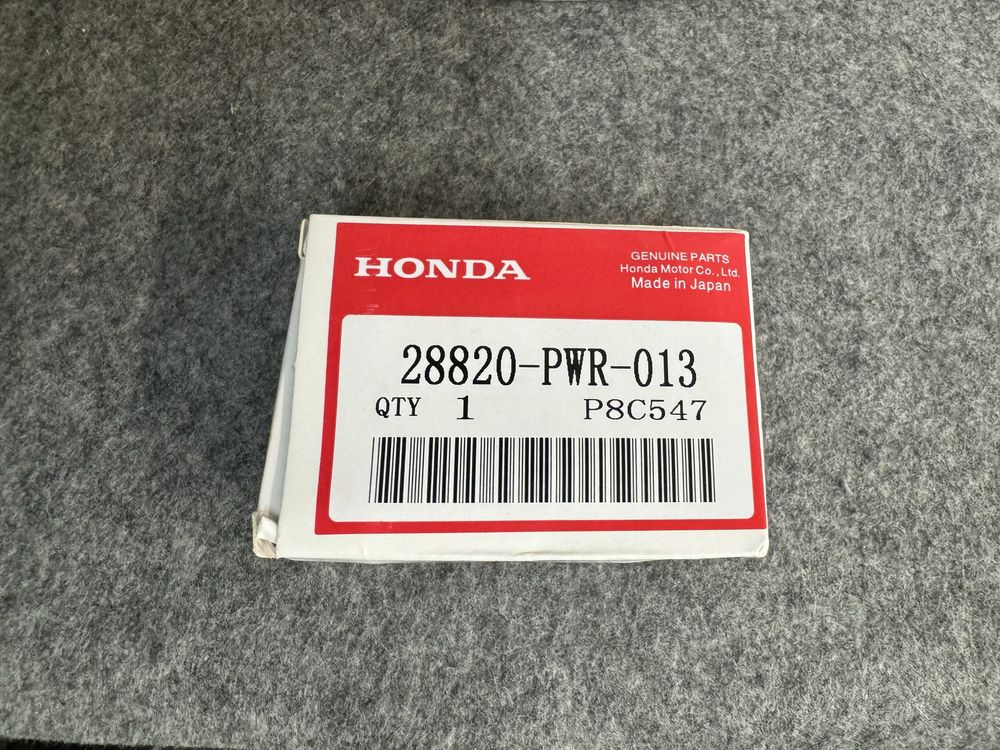 HONDA
GENUINE PARTS
Honda Motor Co., Ltd.
Made in Japan
28820-PWR-013
QTY 1 P8C547